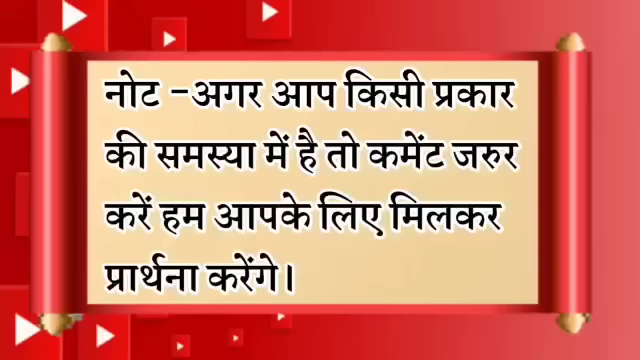 नोट -अगर आप किसी प्रकार
की समस्या में है तो कमेंट जरुर
करें हम आपके लिए मिलकर
प्रार्थना करेंगे।